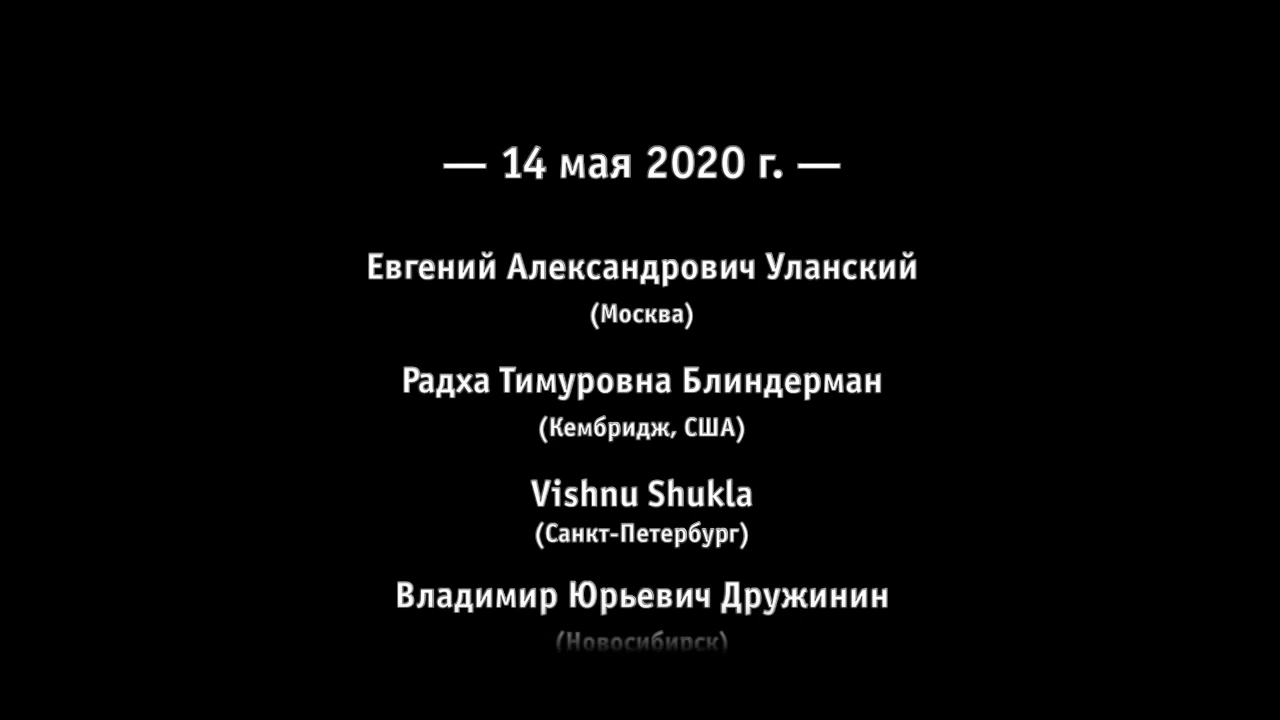 — 14 мая 2020 г. —
Евгений Александрович Уланский
(Москва)
Радха Тимуровна Блиндерман
(Кембридж, США)
Vishnu Shukla
(Санкт-Петербург)
Владимир Юрьевич Дружинин
(Новосибирск)